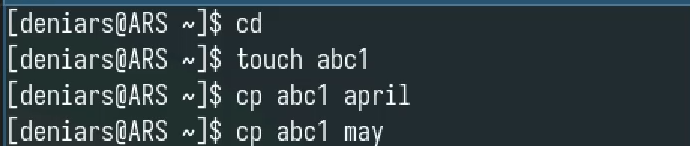 [deniars@ARS ~]$ cd
[deniars@ARS ~]$ touch abc1
[deniars@ARS ~]$ cp abc1 april
[deniars@ARS ~]$ cp abc1 may